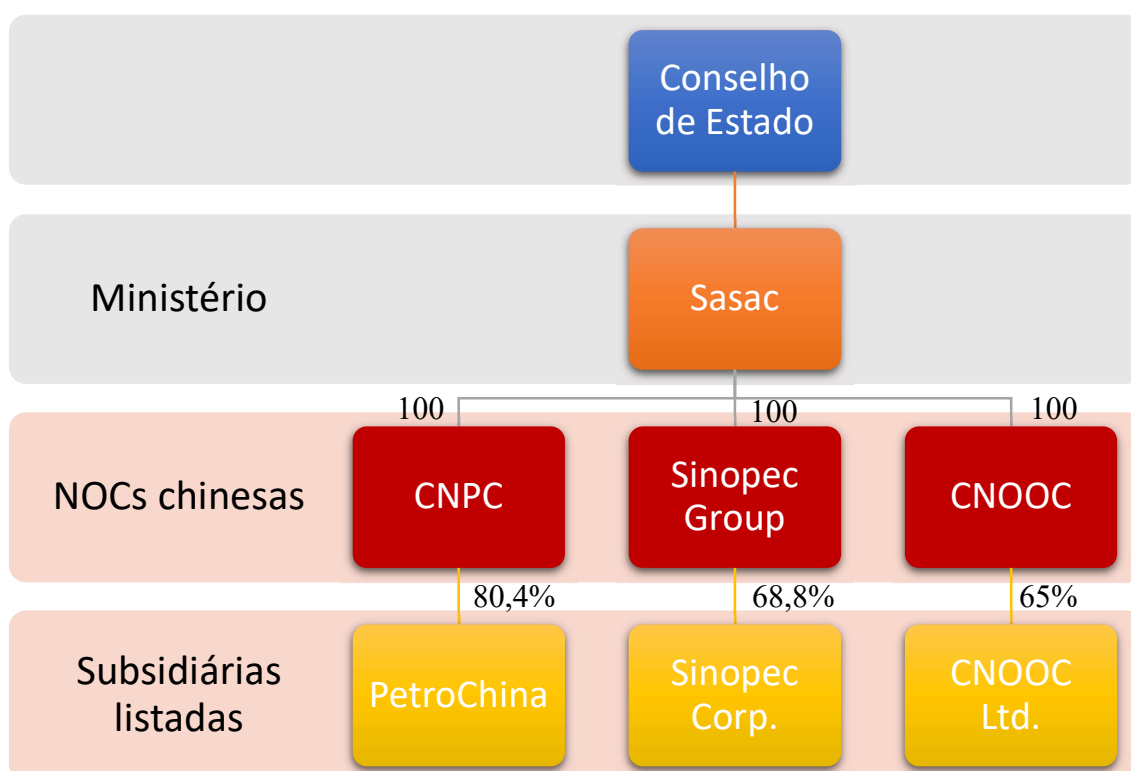 Conselho
de Estado
Ministério
Sasac
100
100
100
NOCs chinesas
CNPC
Sinopec
Group
CNOOC
80,4%
68,8%
65%
Subsidiárias
listadas
PetroChina
Sinopec
Corp.
CNOOC
Ltd.